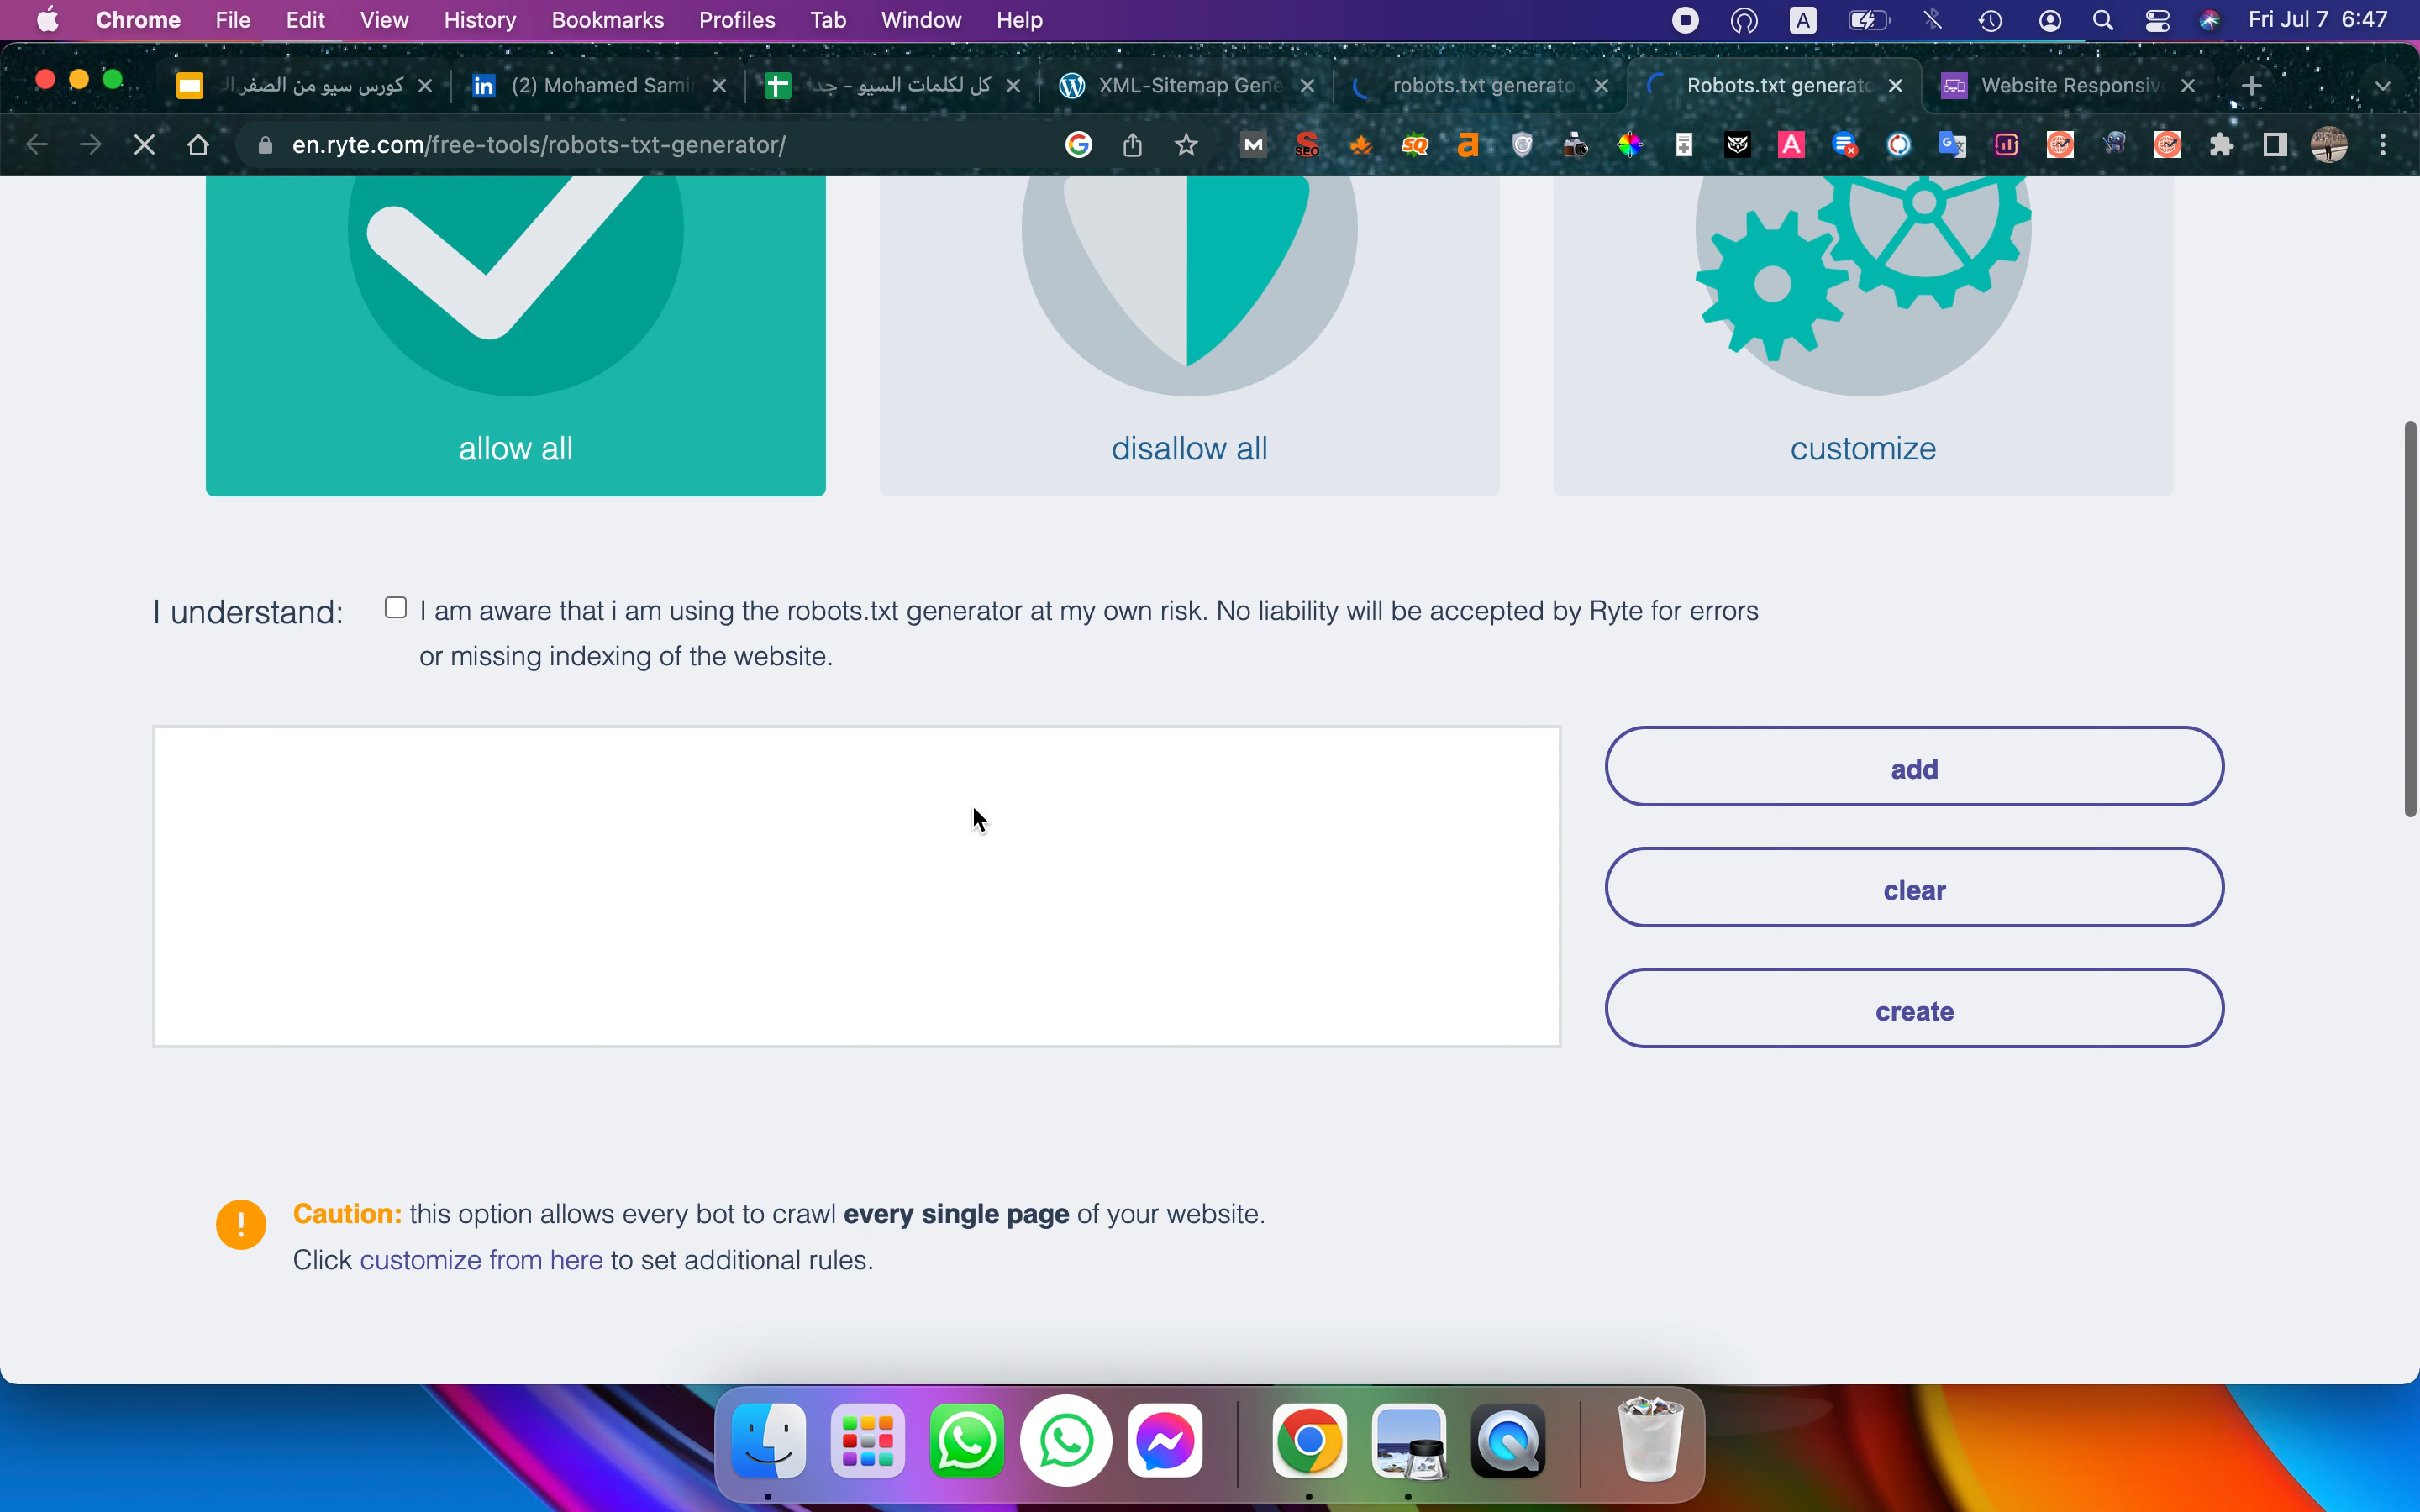 Chrome File Edit View History Bookmarks Profiles Tab Window Help A Fri Jul 7 6:47
كورس سيو من الصفر ال
(2) Mohamed Samir
كل لكلمات السيو - جد
XML-Sitemap Gene
robots.txt generato
Robots.txt generato
Website Responsive
en.ryte.com/free-tools/robots-txt-generator/
allow all
disallow all
customize
I understand:
I am aware that i am using the robots.txt generator at my own risk. No liability will be accepted by Ryte for errors
or missing indexing of the website.
add
clear
create
Caution: this option allows every bot to crawl every single page of your website.
Click customize from here to set additional rules.